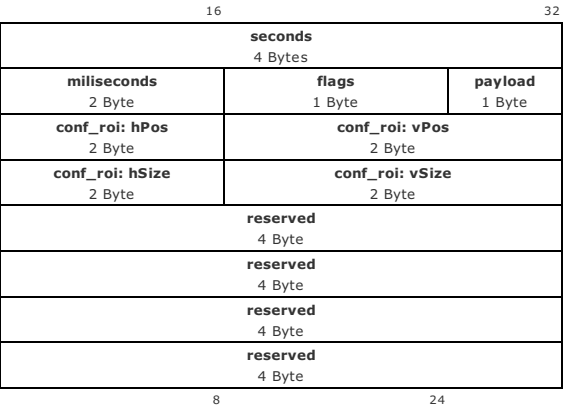 16 32
seconds
4 Bytes
miliseconds flags payload
2 Byte 1 Byte 1 Byte
conf_roi: hPos conf_roi: vPos
2 Byte 2 Byte
conf_roi: hSize conf_roi: vSize
2 Byte 2 Byte
reserved
4 Byte
reserved
4 Byte
reserved
4 Byte
reserved
4 Byte
8 24